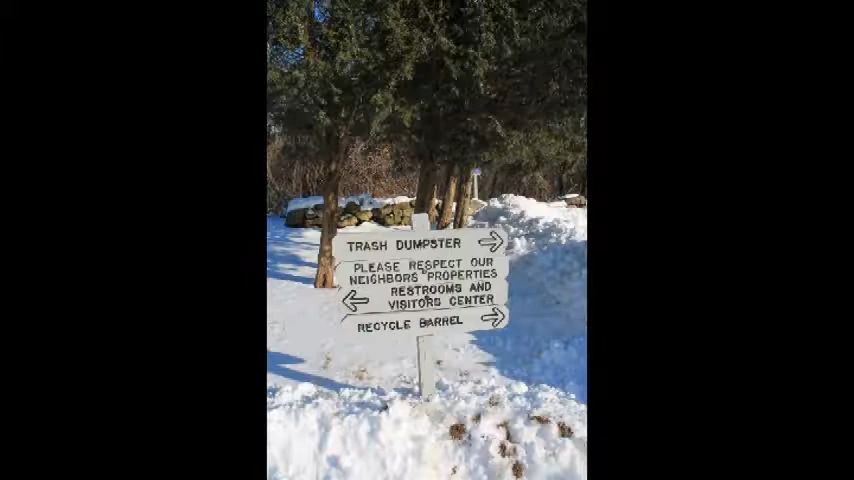 TRASH DUMPSTER
PLEASE RESPECT OUR
NEIGHBORS PROPERTIES
RESTROOMS AND
VISITORS CENTER
RECYCLE BARREL